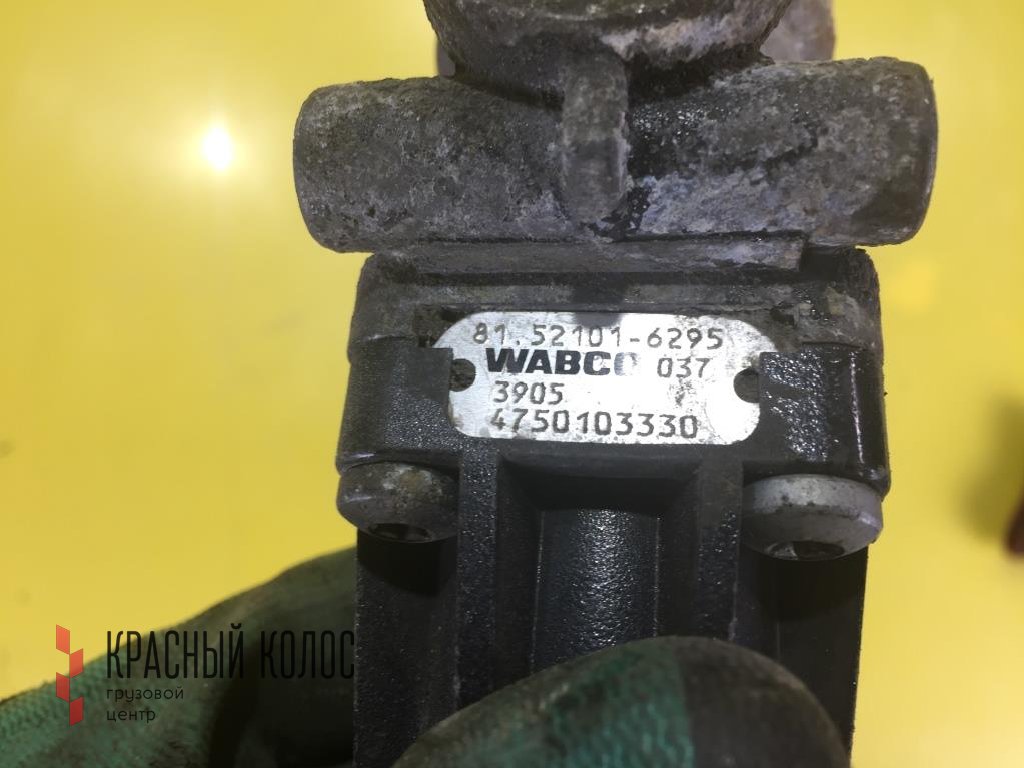 81.52101-6295
WABCO 037
3905
4750103330
КРАСНЫЙ КОЛОС
грузовой
центр